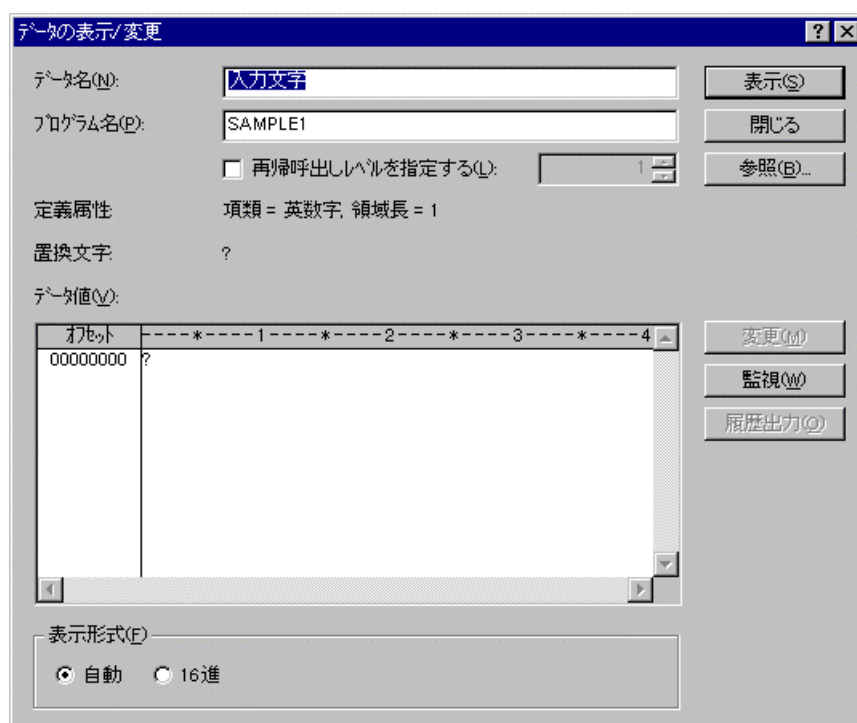 データの表示/変更
データ名(N):
入力文字
表示(S)
プログラム名(P):
SAMPLE1
閉じる
再帰呼出しレベルを指定する(L):
1
参照(B)...
定義属性:
項類 = 英数字, 領域長 = 1
置換文字:
?
データ値(V):
オフセット
----*----1----*----2----*----3----*----4
00000000
?
変更(M)
監視(W)
履歴出力(O)
表示形式(F)
自動
16進